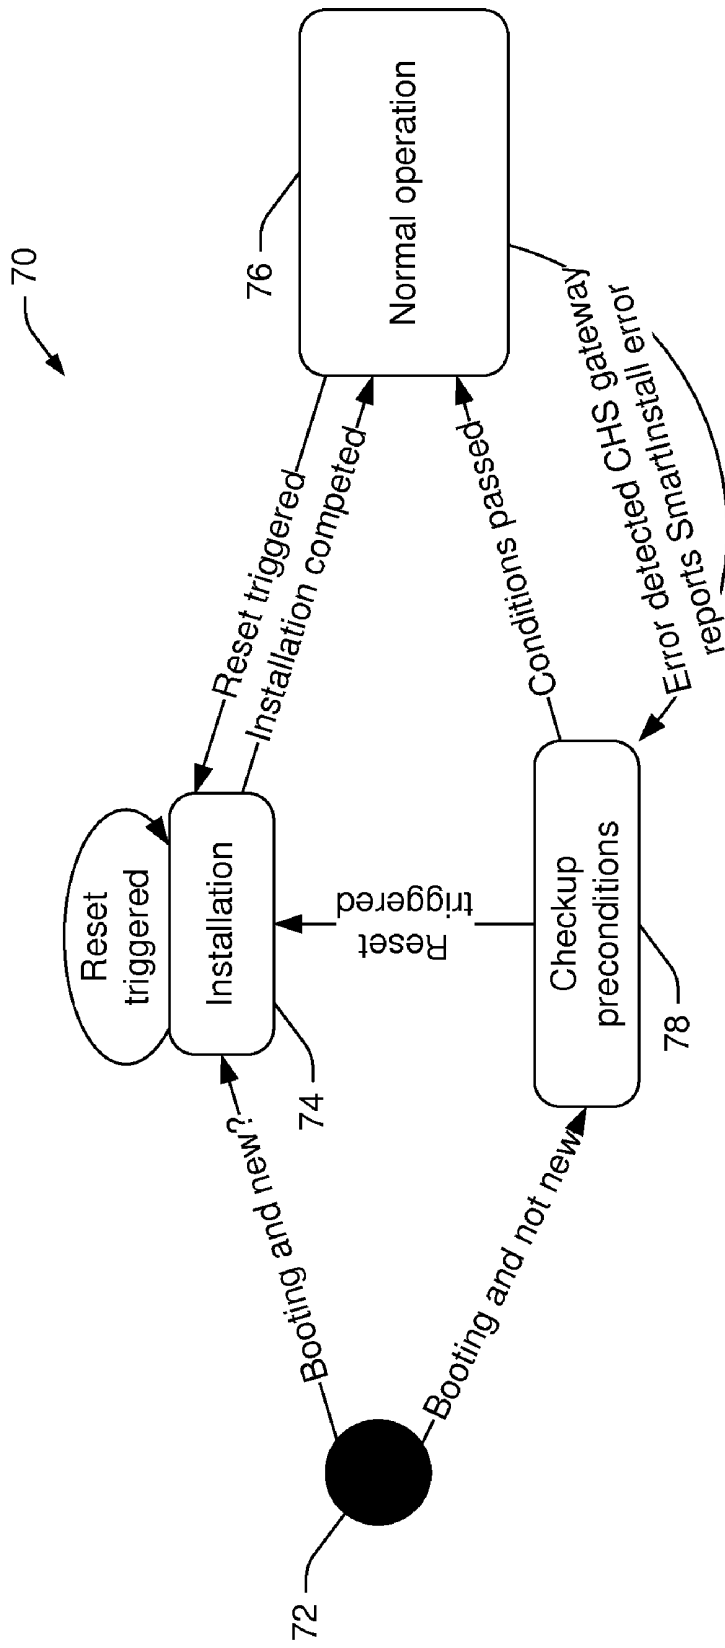 70
72
Booting and new?
Booting and not new
Reset
triggered
Installation
74
Reset
triggered
Checkup
preconditions
78
Reset triggered
Installation competed
Conditions passed
Error detected CHS gateway
reports SmartInstall error
76
Normal operation